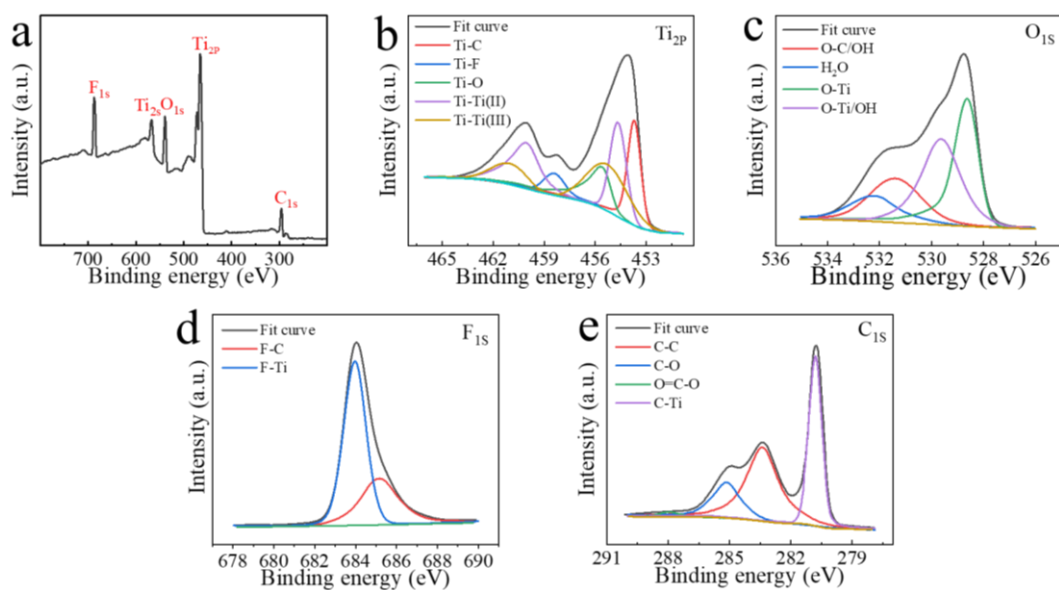 a
F1s
Ti2s
O1s
Ti2P
C1s
Intensity (a.u.)
700 600 500 400 300
Binding energy (eV)
b
Ti2P
Fit curve
Ti-C
Ti-F
Ti-O
Ti-Ti(II)
Ti-Ti(III)
Intensity (a.u.)
465 462 459 456 453
Binding energy (eV)
c
O1S
Fit curve
O-C/OH
H2O
O-Ti
O-Ti/OH
Intensity (a.u.)
536 534 532 530 528 526
Binding energy (eV)
d
F1S
Fit curve
F-C
F-Ti
Intensity (a.u.)
678 680 682 684 686 688 690
Binding energy (eV)
e
C1S
Fit curve
C-C
C-O
O=C-O
C-Ti
Intensity (a.u.)
291 288 285 282 279
Binding energy (eV)